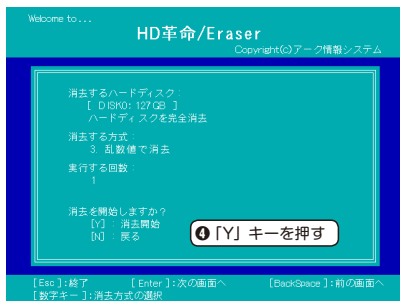 Welcome to...
HD革命/Eraser
Copyright(C)アーク情報システム
消去するハードディスク:
[ DISK0: 127GB ]
ハードディスクを完全消去
消去する方式:
3. 乱数値で消去
実行する回数:
1
消去を開始しますか?
[Y] : 消去開始
[N] : 戻る
❹「Y」キーを押す
[Esc]:終了 [Enter]:次の画面へ [BackSpace]:前の画面へ
[数字キー]:消去方式の選択